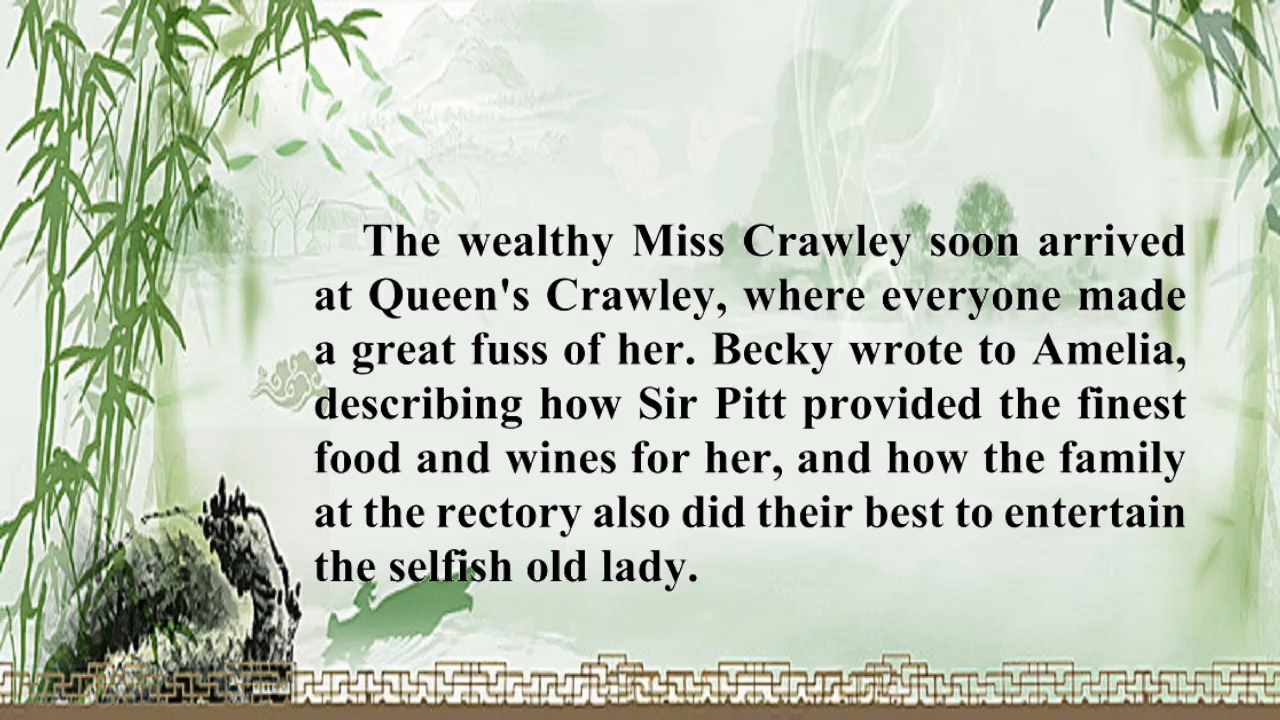 The wealthy Miss Crawley soon arrived
at Queen's Crawley, where everyone made
a great fuss of her. Becky wrote to Amelia,
describing how Sir Pitt provided the finest
food and wines for her, and how the family
at the rectory also did their best to entertain
the selfish old lady.